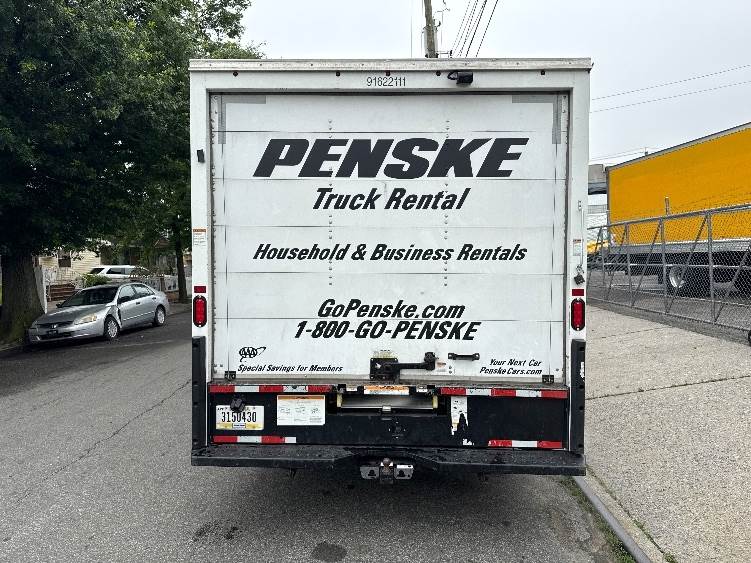 91622111
PENSKE
Truck Rental
Household & Business Rentals
GoPenske.com
1-800-GO-PENSKE
AAA
Special Savings for Members
Your Next Car
PenskeCars.com
3150430